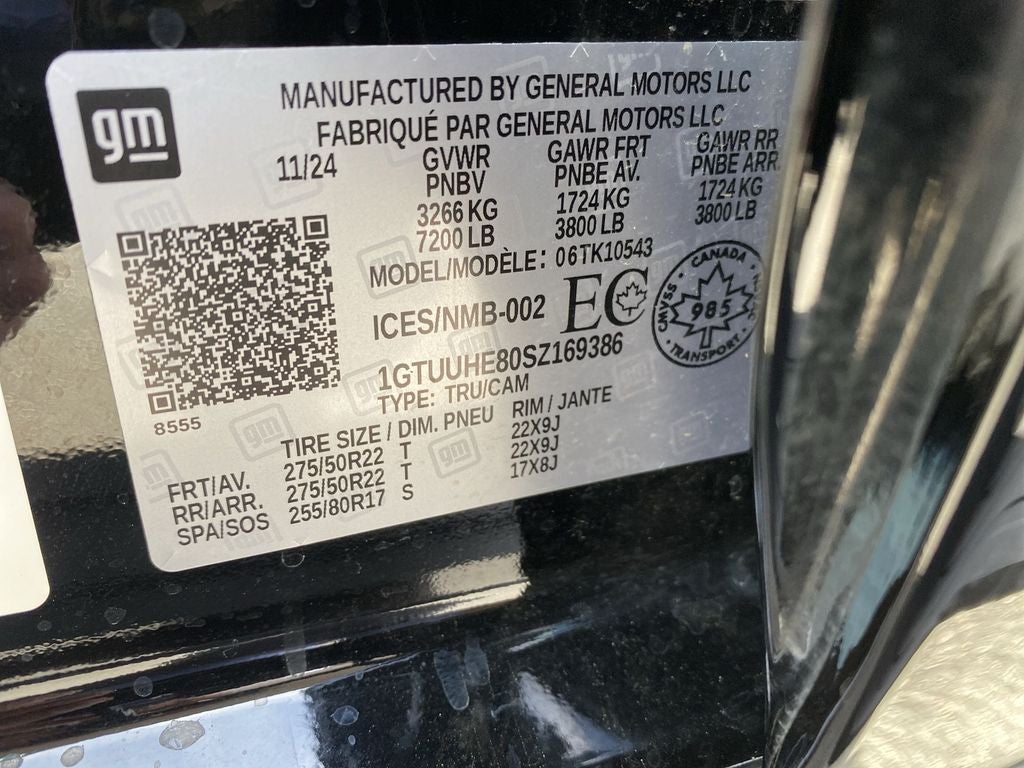 gm
MANUFACTURED BY GENERAL MOTORS LLC
FABRIQUÉ PAR GENERAL MOTORS LLC
11/24
GVWR
PNBV
3266 KG
7200 LB
GAWR FRT
PNBE AV.
1724 KG
3800 LB
GAWR RR
PNBE ARR.
1724 KG
3800 LB
MODEL/MODÈLE: 06TK10543
ICES/NMB-002 EC
CANADA
985
TRANSPORT
1GTUUHE80SZ169386
TYPE: TRU/CAM
8555
TIRE SIZE / DIM. PNEU RIM / JANTE
FRT/AV. 275/50R22 T 22X9J
RR/ARR. 275/50R22 T 22X9J
SPA/SOS 255/80R17 S 17X8J